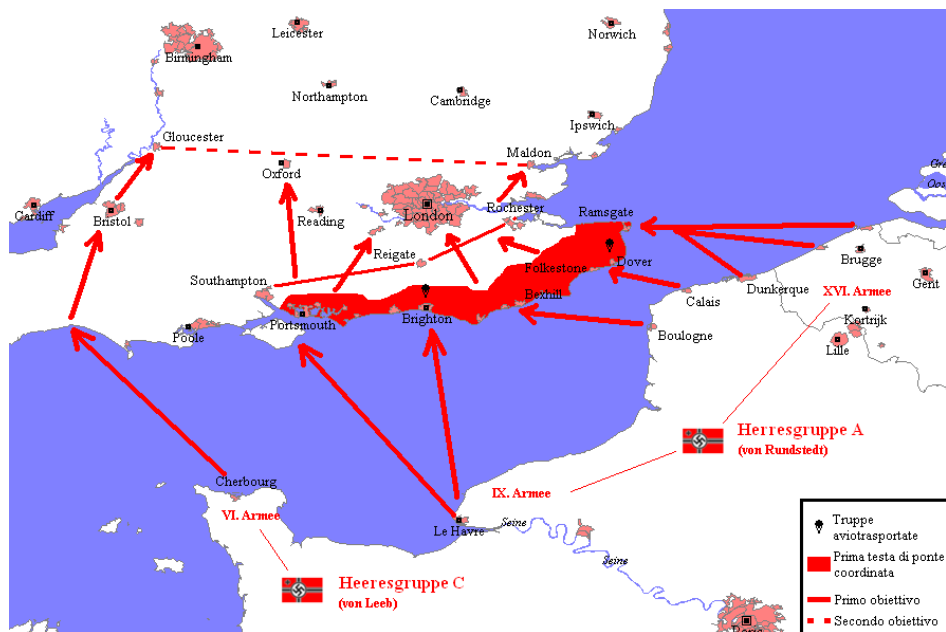 Leicester
Norwich
Birmingham
Northampton
Cambridge
Ipswich
Gloucester
Maldon
Oxford
Cardiff
Bristol
Reading
London
Rochester
Ramsgate
Reigate
Southampton
Folkestone
Dover
Brugge
Gent
Dunkerque
Calais
XVI. Armee
Kortrijk
Bexhill
Brighton
Portsmouth
Poole
Boulogne
Lille
Herresgruppe A
(von Rundstedt)
Cherbourg
VI. Armee
IX. Armee
Le Havre
Seine
Seine
Heeresgruppe C
(von Leeb)
Truppe
aviotrasportate
Prima testa di ponte
coordinata
Primo obiettivo
Secondo obiettivo